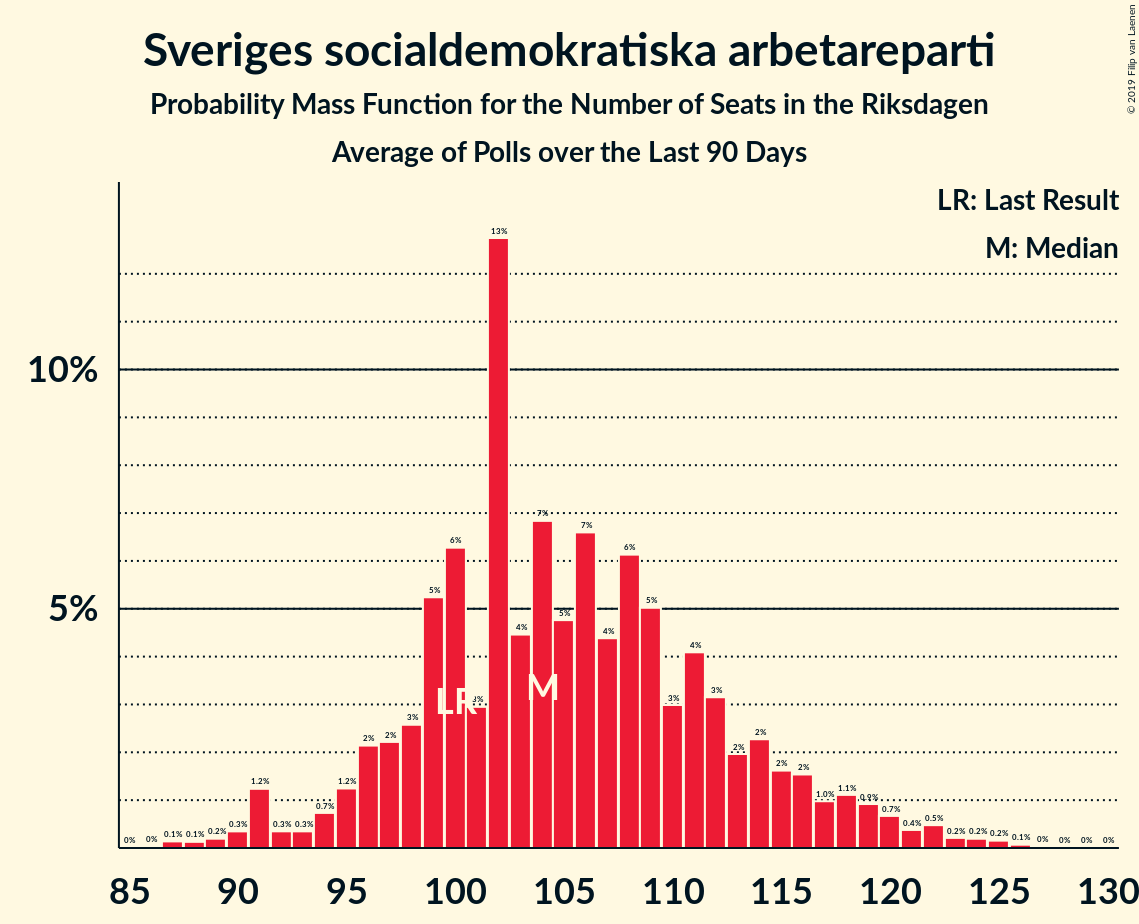 Sveriges socialdemokratiska arbetareparti
Probability Mass Function for the Number of Seats in the Riksdagen
Average of Polls over the Last 90 Days
© 2019 Filip van Laenen
LR: Last Result
M: Median
10%
5%
0% 0% 0.1% 0.1% 0.2% 0.3% 1.2% 0.3% 0.3% 0.7% 1.2% 2% 2% 3% 5% 6% 3% 13% 4% 7% 5% 7% 4% 6% 5% 3% 4% 3% 2% 2% 2% 2% 1.0% 1.1% 0.9% 0.7% 0.4% 0.5% 0.2% 0.2% 0.2% 0.1% 0% 0% 0% 0%
LR M
85 90 95 100 105 110 115 120 125 130